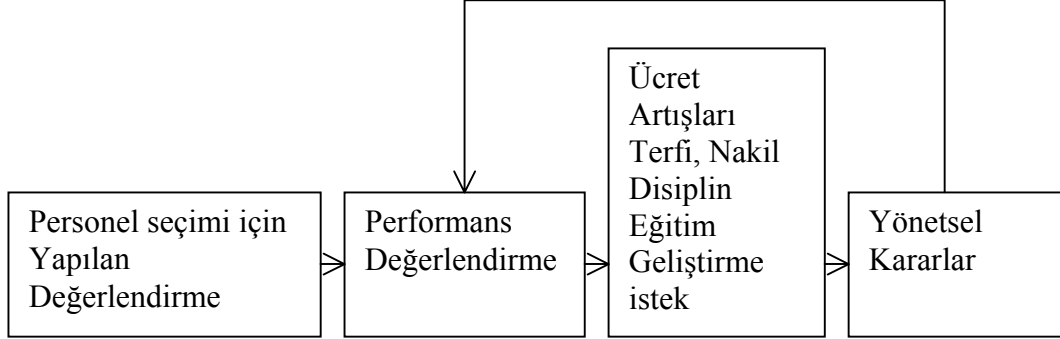 Personel seçimi için
Yapılan
Değerlendirme
Performans
Değerlendirme
Ücret
Artışları
Terfi, Nakil
Disiplin
Eğitim
Geliştirme
istek
Yönetsel
Kararlar